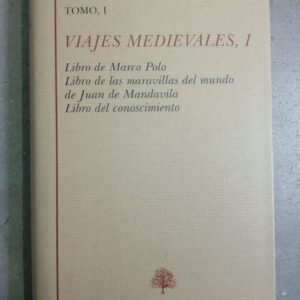 TOMO, I
VIAJES MEDIEVALES, I
Libro de Marco Polo
Libro de las maravillas del mundo
de Juan de Mandavila
Libro del conoscimiento